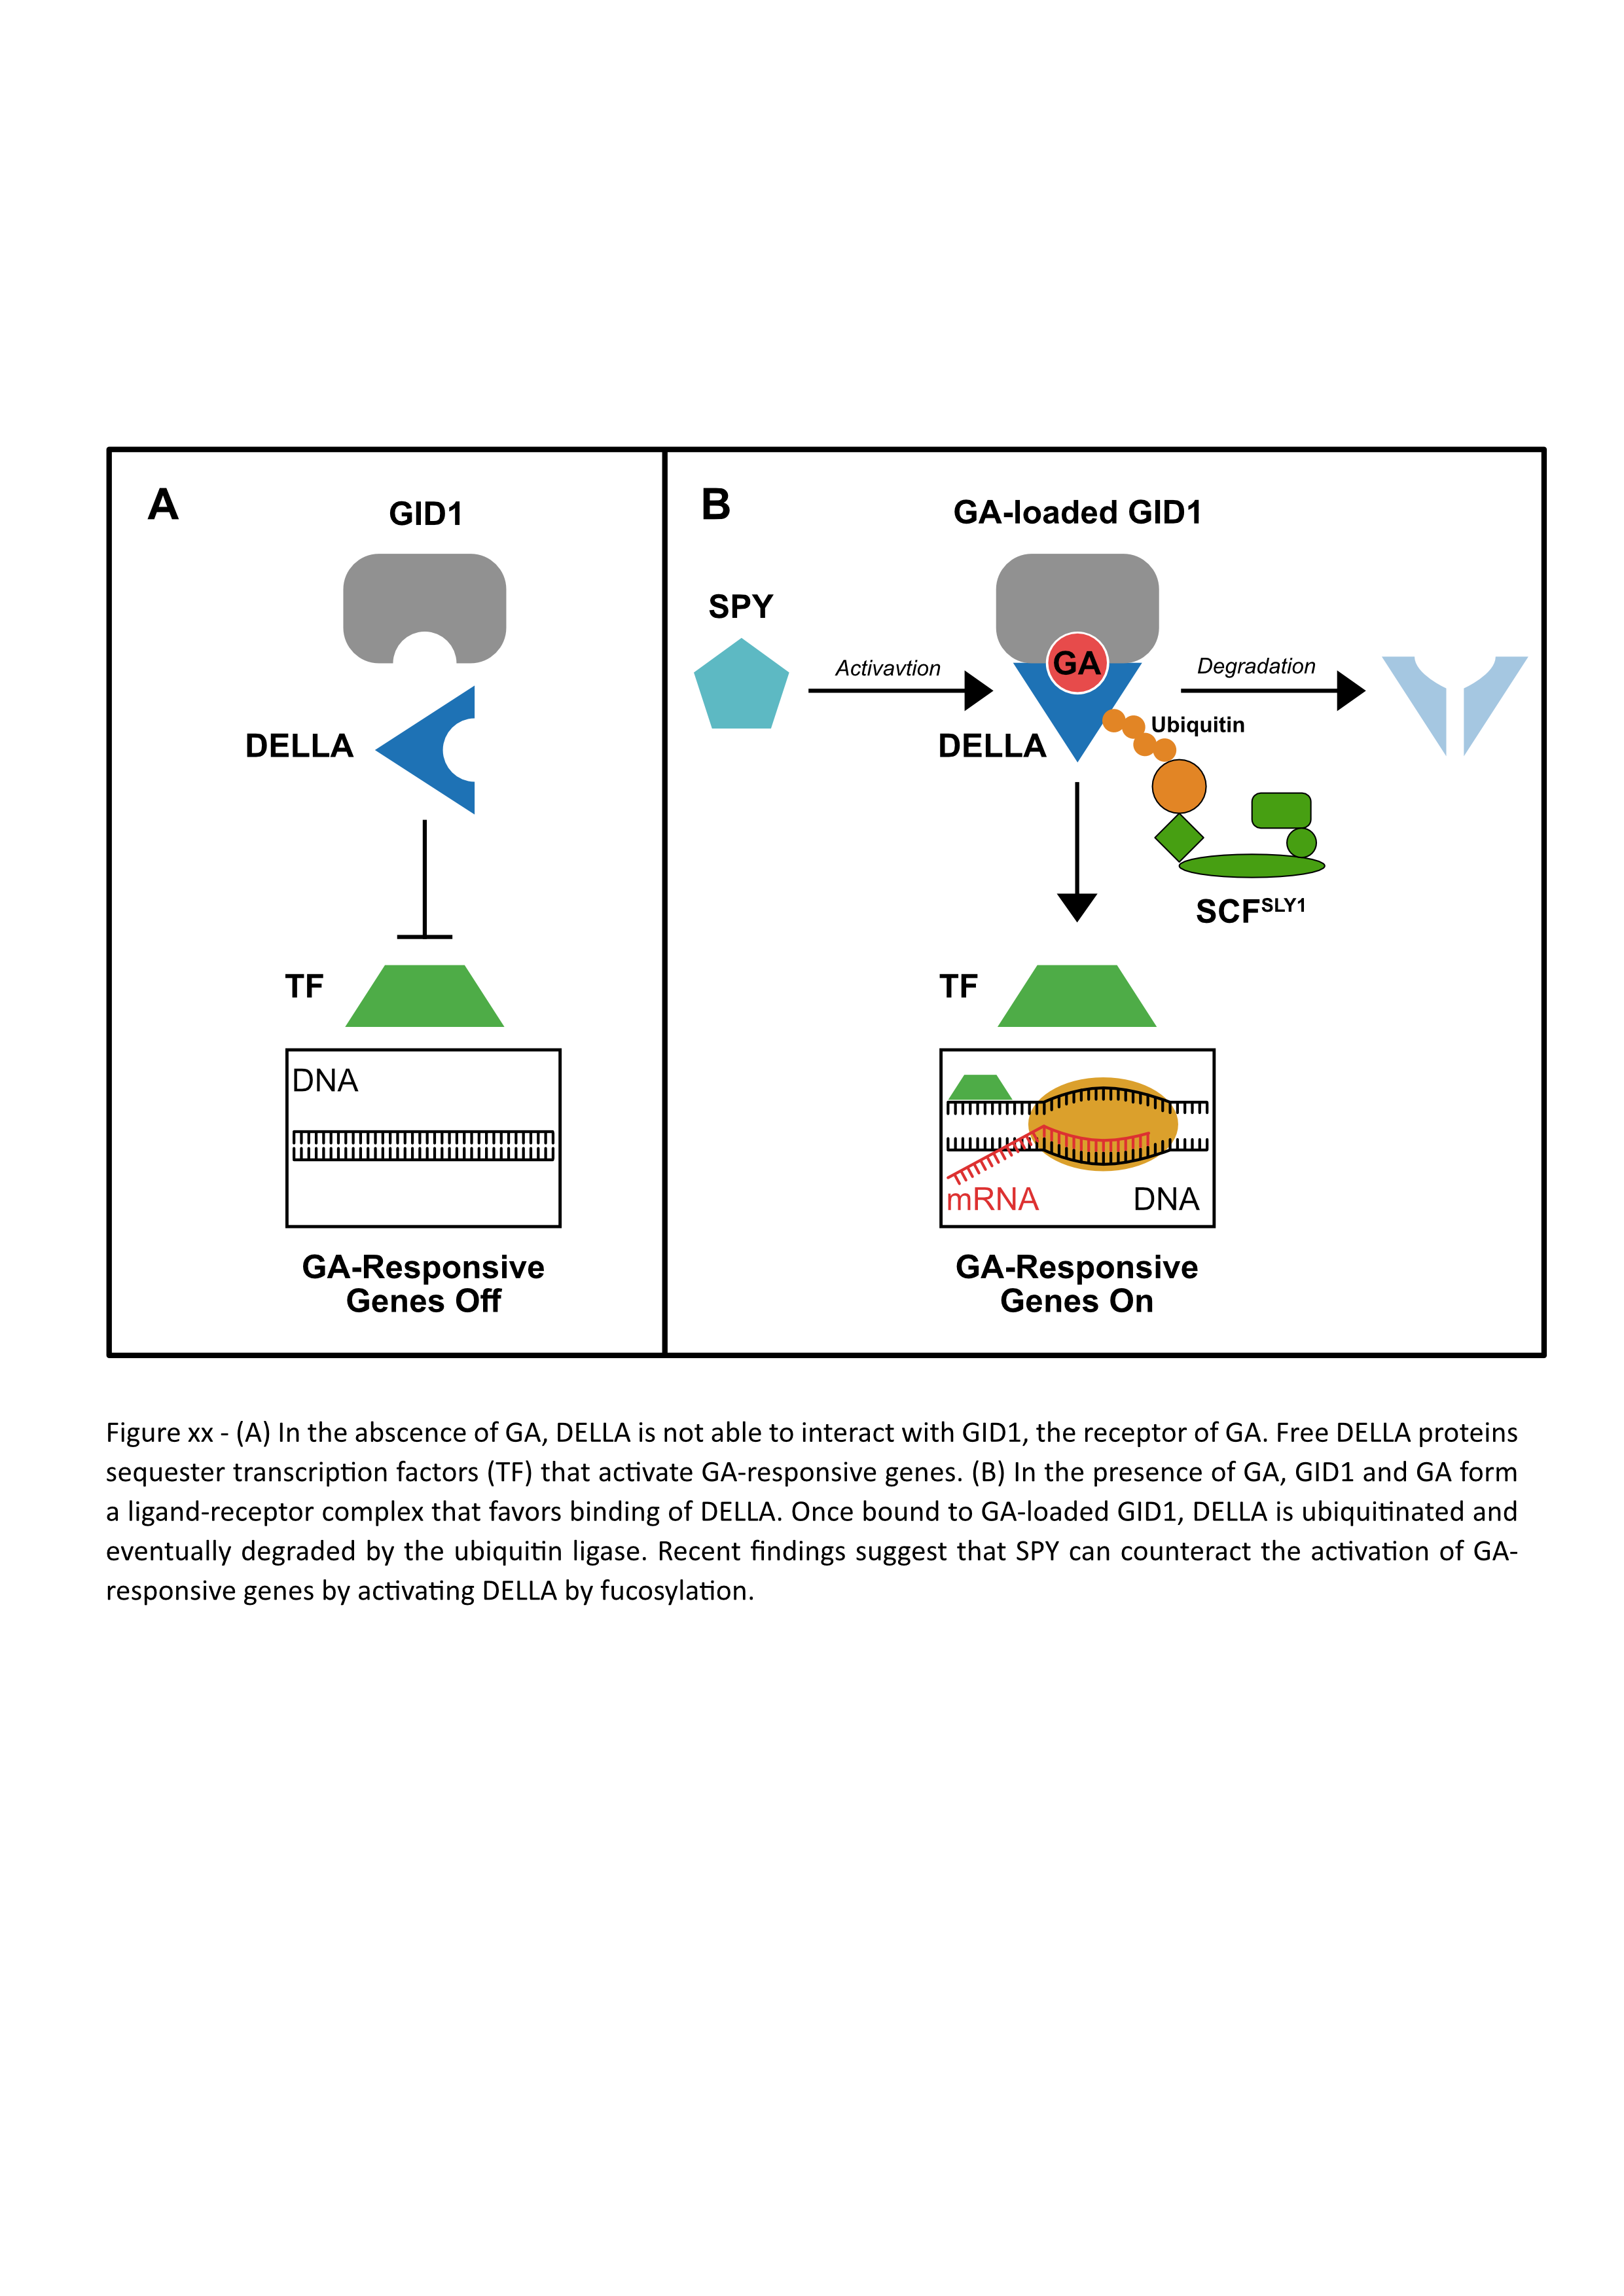 A
GID1
DELLA
TF
DNA
GA-Responsive
Genes Off
B
GA-loaded GID1
SPY
Activavtion
GA
Degradation
DELLA
Ubiquitin
SCFSLY1
TF
mRNA
DNA
GA-Responsive
Genes On
Figure xx - (A) In the abscence of GA, DELLA is not able to interact with GID1, the receptor of GA. Free DELLA proteins
sequester transcription factors (TF) that activate GA-responsive genes. (B) In the presence of GA, GID1 and GA form
a ligand-receptor complex that favors binding of DELLA. Once bound to GA-loaded GID1, DELLA is ubiquitinated and
eventually degraded by the ubiquitin ligase. Recent findings suggest that SPY can counteract the activation of GA-
responsive genes by activating DELLA by fucosylation.